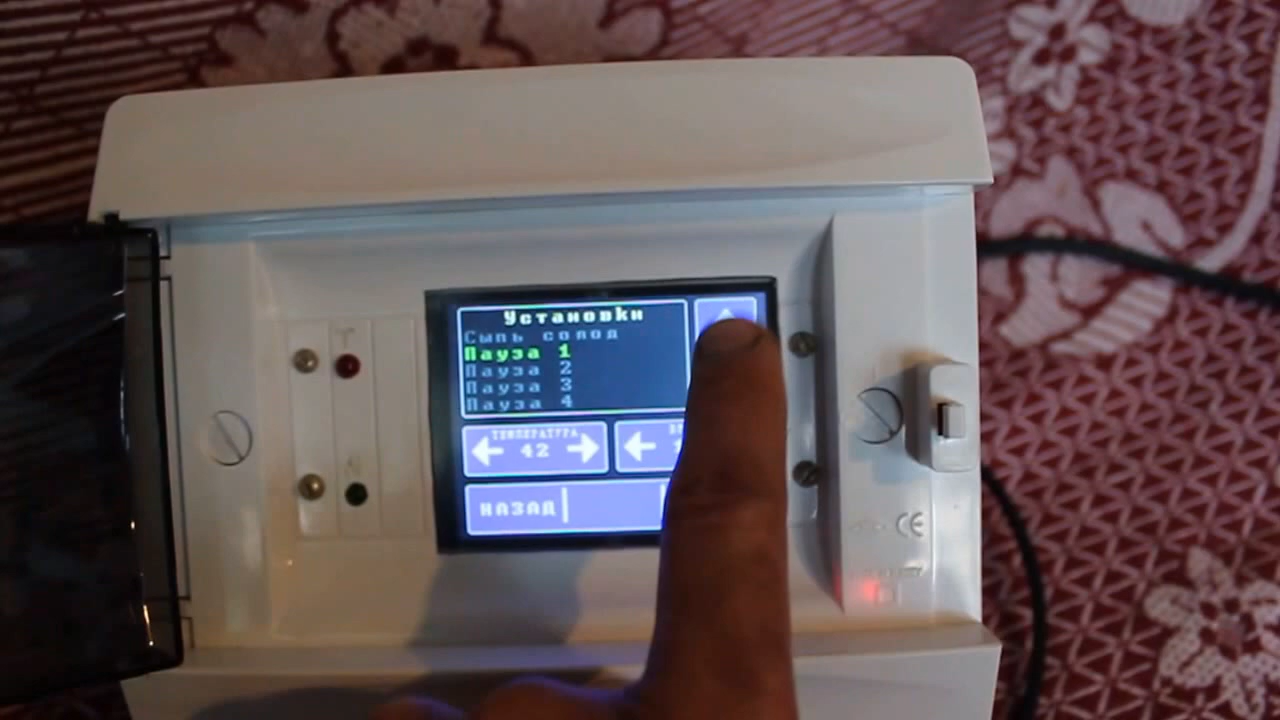 Установки
Сыпь солод
Пауза 1
Пауза 2
Пауза 3
Пауза 4
ТЕМПЕРАТУРА
42
НАЗАД
CE